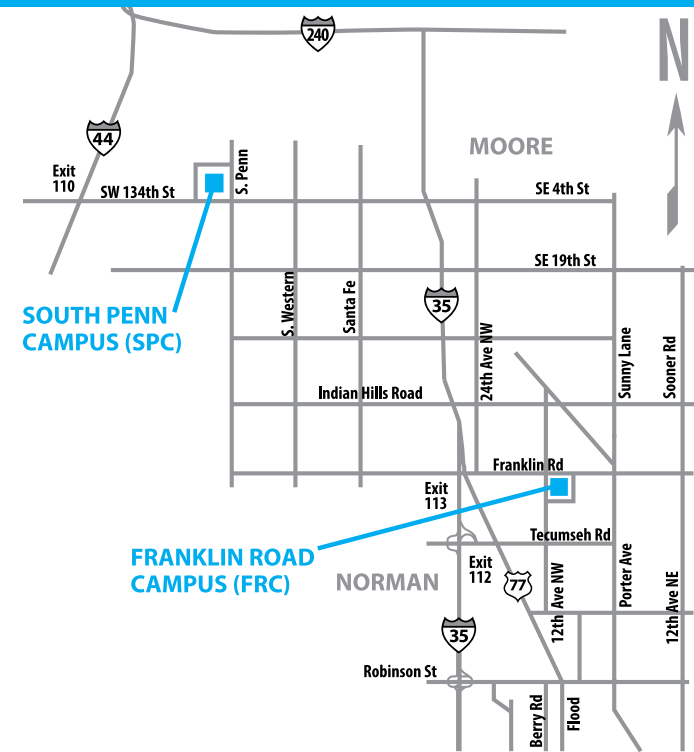 240
N
44
MOORE
Exit
110
S. Penn
SW 134th St
SE 4th St
SE 19th St
35
SOUTH PENN
CAMPUS (SPC)
S. Western
Santa Fe
24th Ave NW
Sunny Lane
Sooner Rd
Indian Hills Road
Franklin Rd
Exit
113
Tecumseh Rd
FRANKLIN ROAD
CAMPUS (FRC)
NORMAN
Exit
112
77
12th Ave NW
Porter Ave
12th Ave NE
35
Robinson St
Berry Rd
Flood